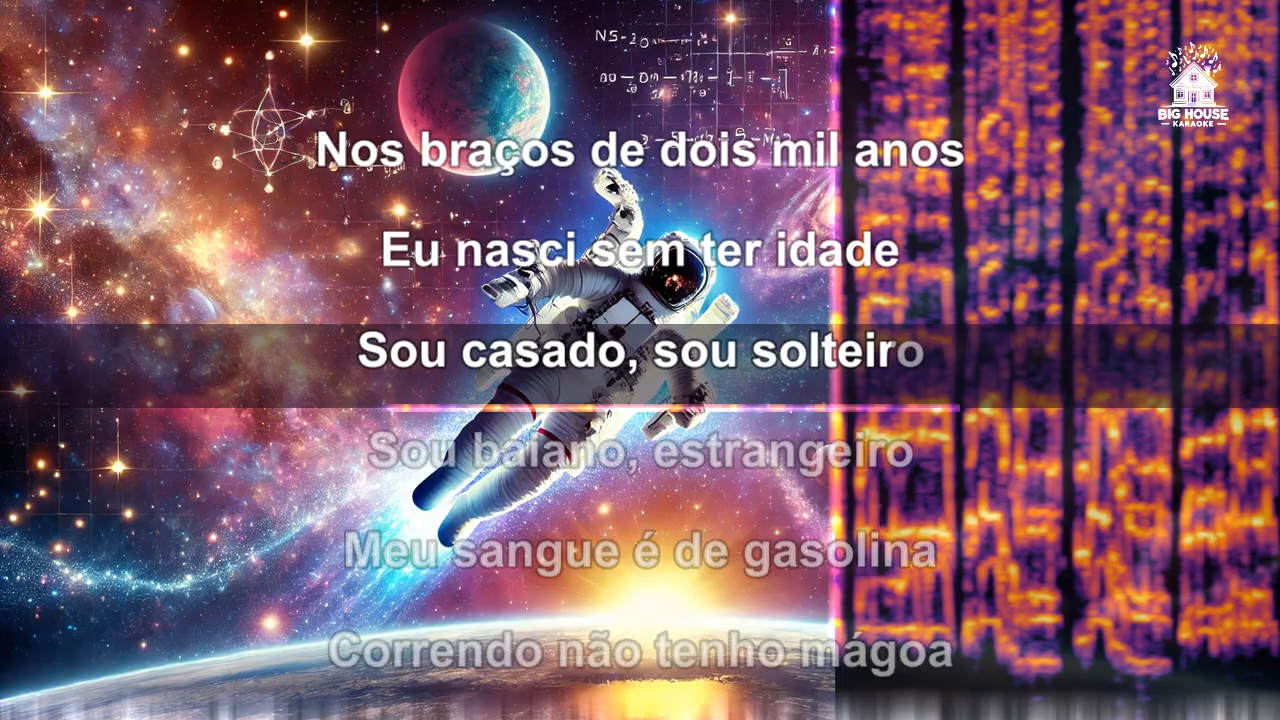 BIG HOUSE
KARAOKE
Nos braços de dois mil anos
Eu nasci sem ter idade
Sou casado, sou solteiro
Sou baiano, estrangeiro
Meu sangue é de gasolina
Correndo não tenho mágoa